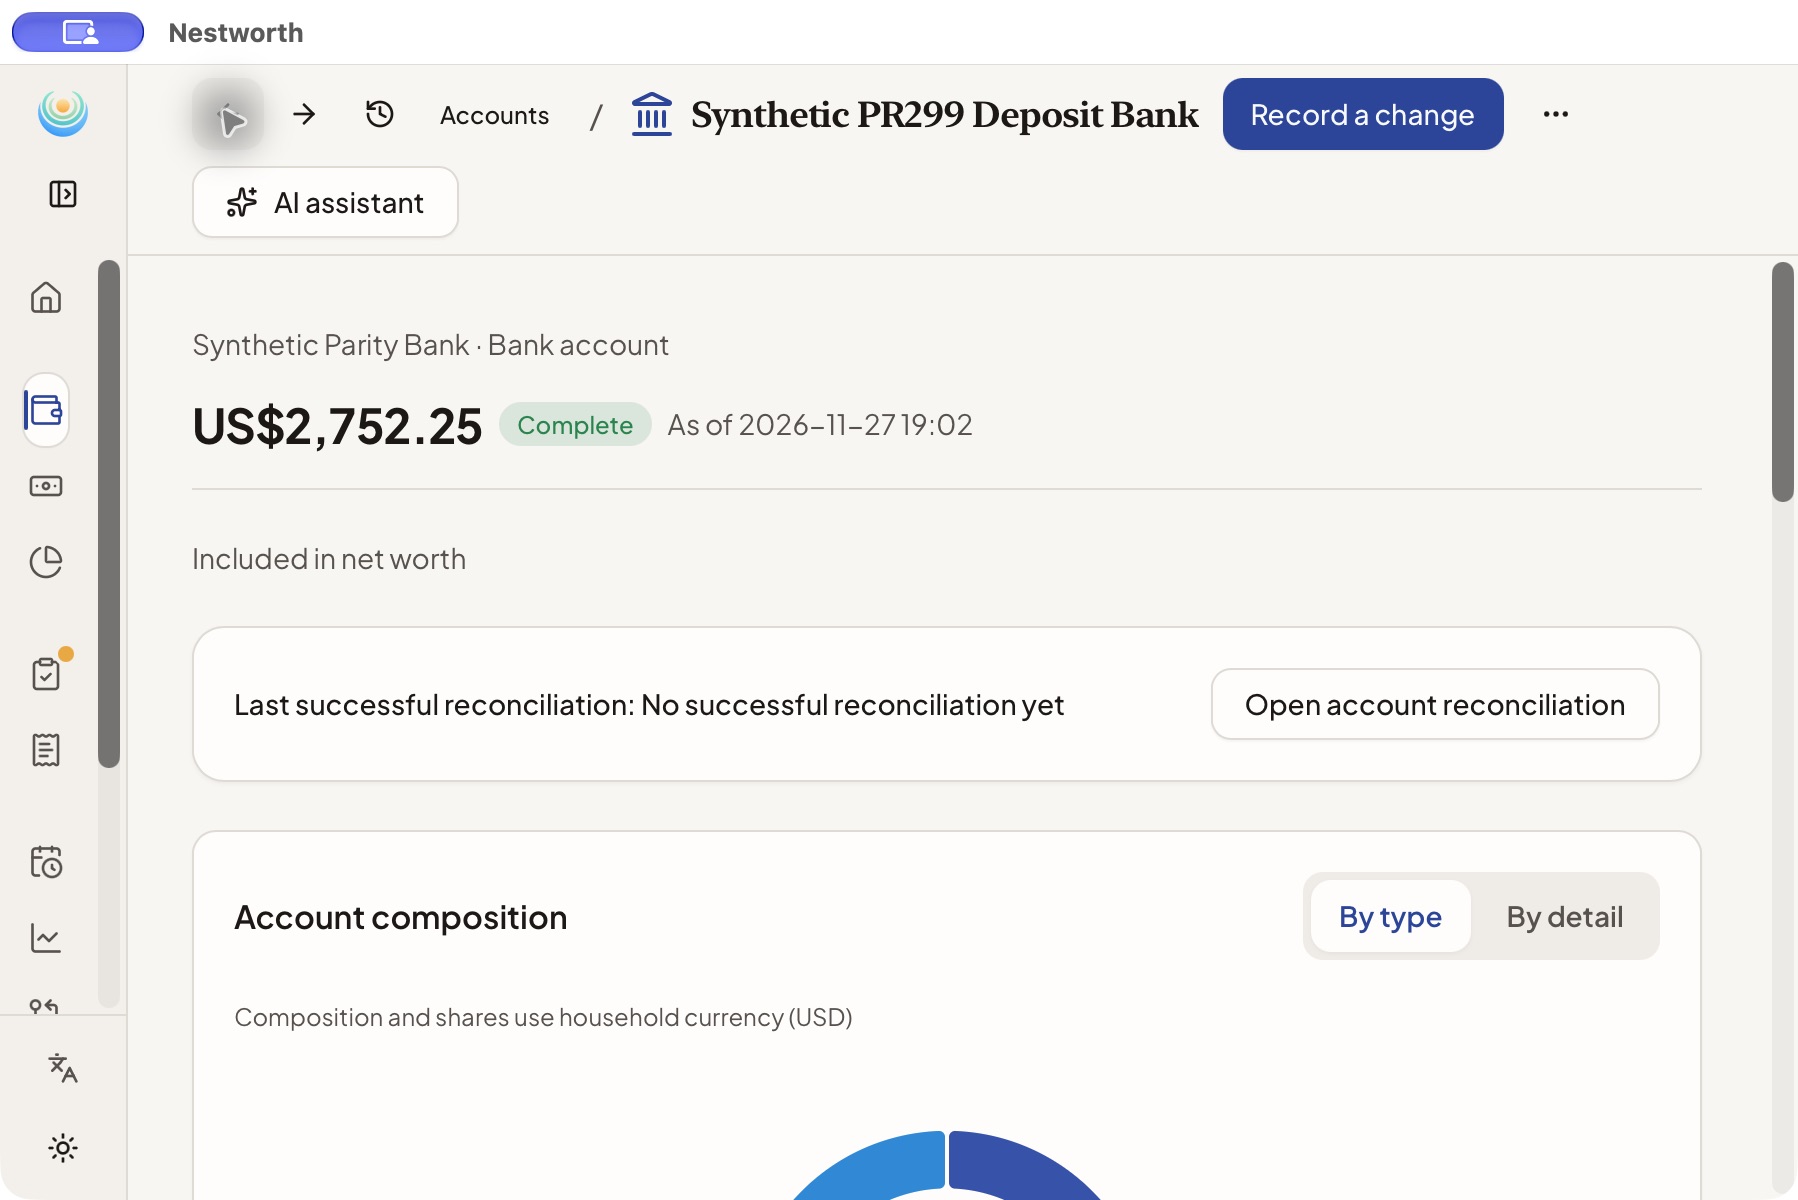 Nestworth
Accounts / Synthetic PR299 Deposit Bank
Record a change
AI assistant
Synthetic Parity Bank · Bank account
US$2,752.25 Complete As of 2026-11-27 19:02
Included in net worth
Last successful reconciliation: No successful reconciliation yet
Open account reconciliation
Account composition
By type By detail
Composition and shares use household currency (USD)